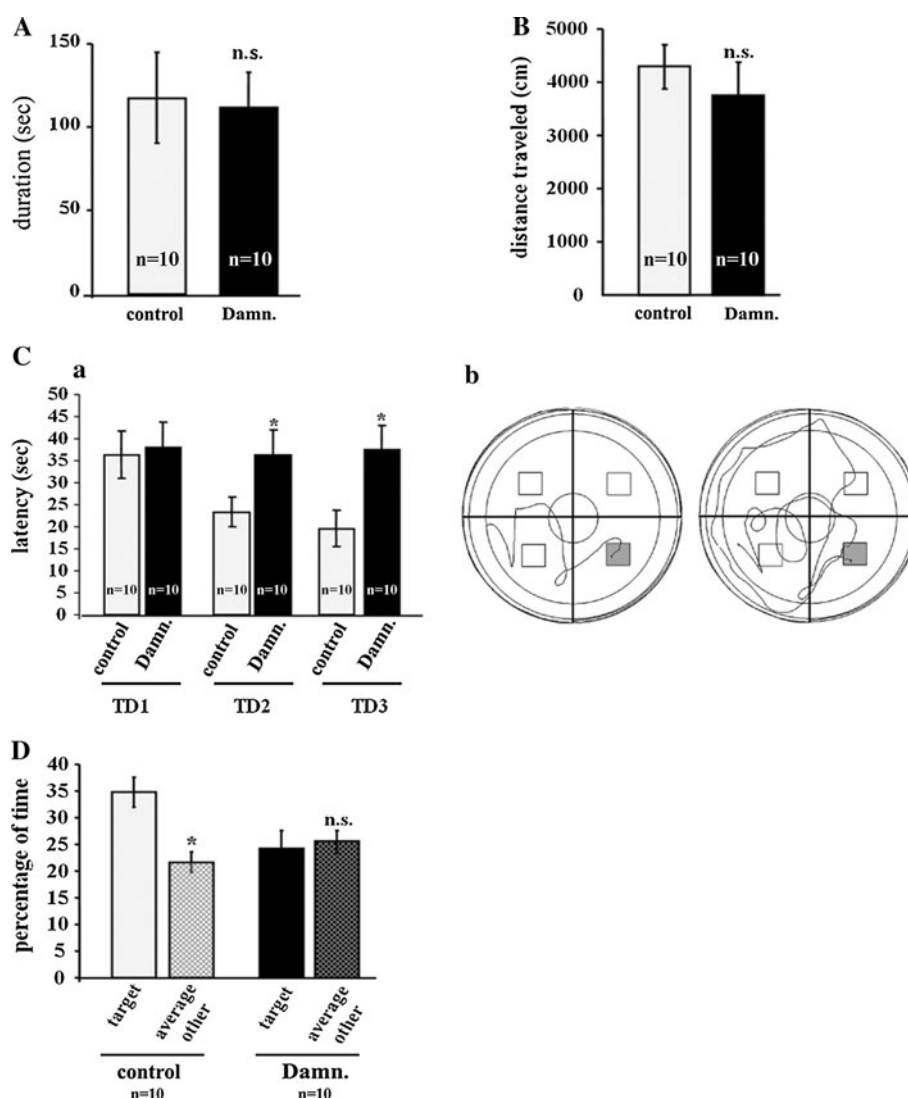 A
150
100
50
0
duration (sec)
n.s.
n=10
n=10
control
Damn.
B
5000
4000
3000
2000
1000
0
distance traveled (cm)
n.s.
n=10
n=10
control
Damn.
C
a
50
45
40
35
30
25
20
15
10
5
0
latency (sec)
*
*
n=10
n=10
n=10
n=10
n=10
n=10
control
Damn.
control
Damn.
control
Damn.
TD1
TD2
TD3
b
D
40
35
30
25
20
15
10
5
0
percentage of time
*
n.s.
target
average
other
target
average
other
control
n=10
Damn.
n=10